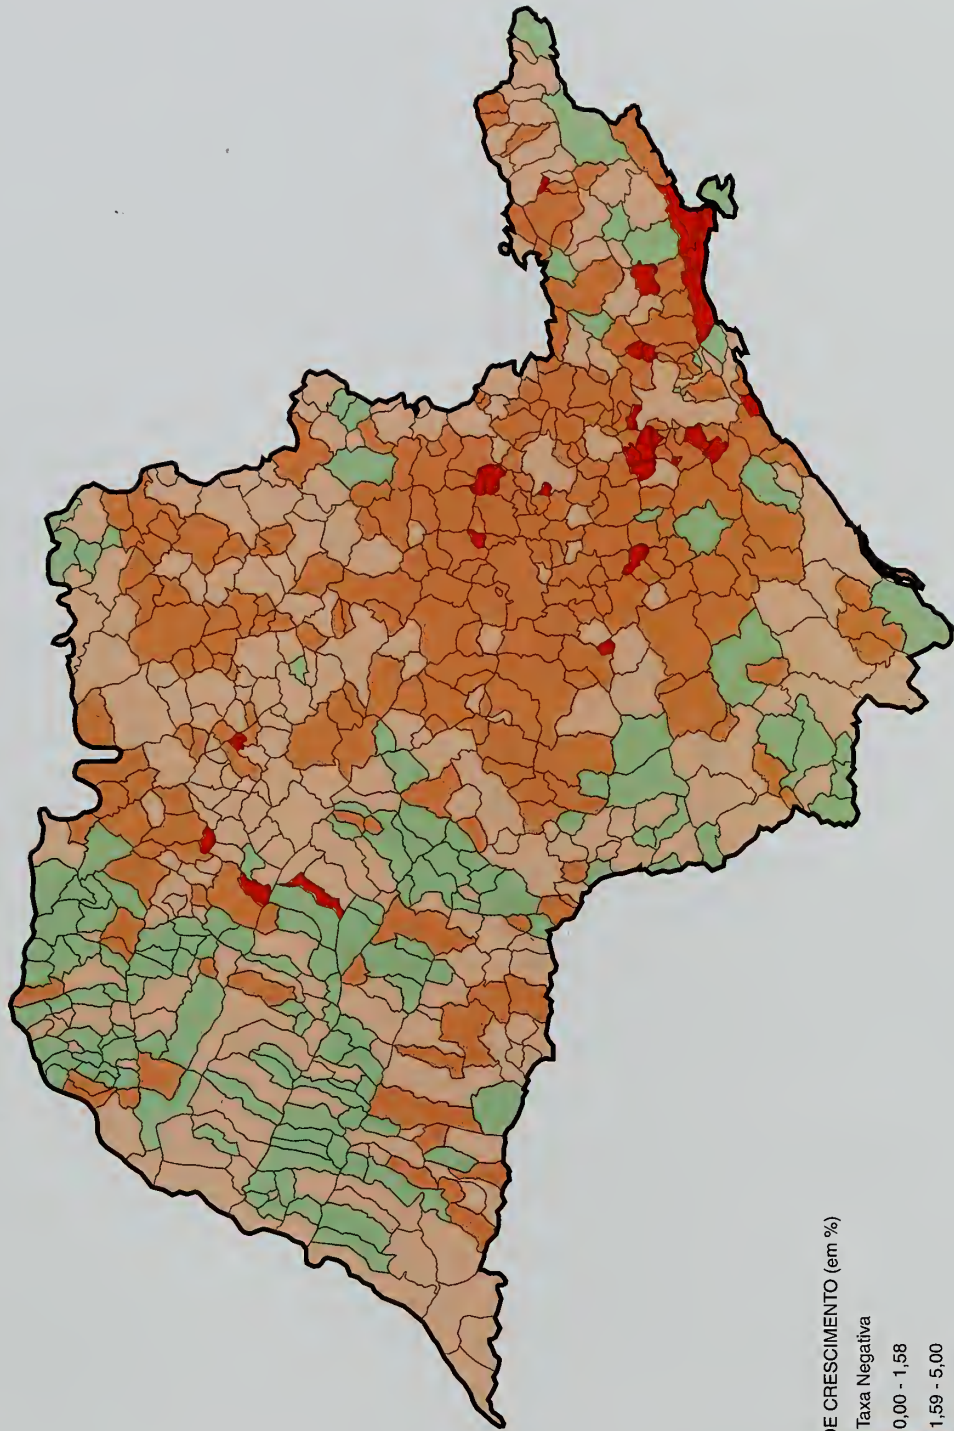 DE CRESCIMENTO (em %)
Taxa Negativa
0,00 - 1,58
1,59 - 5,00